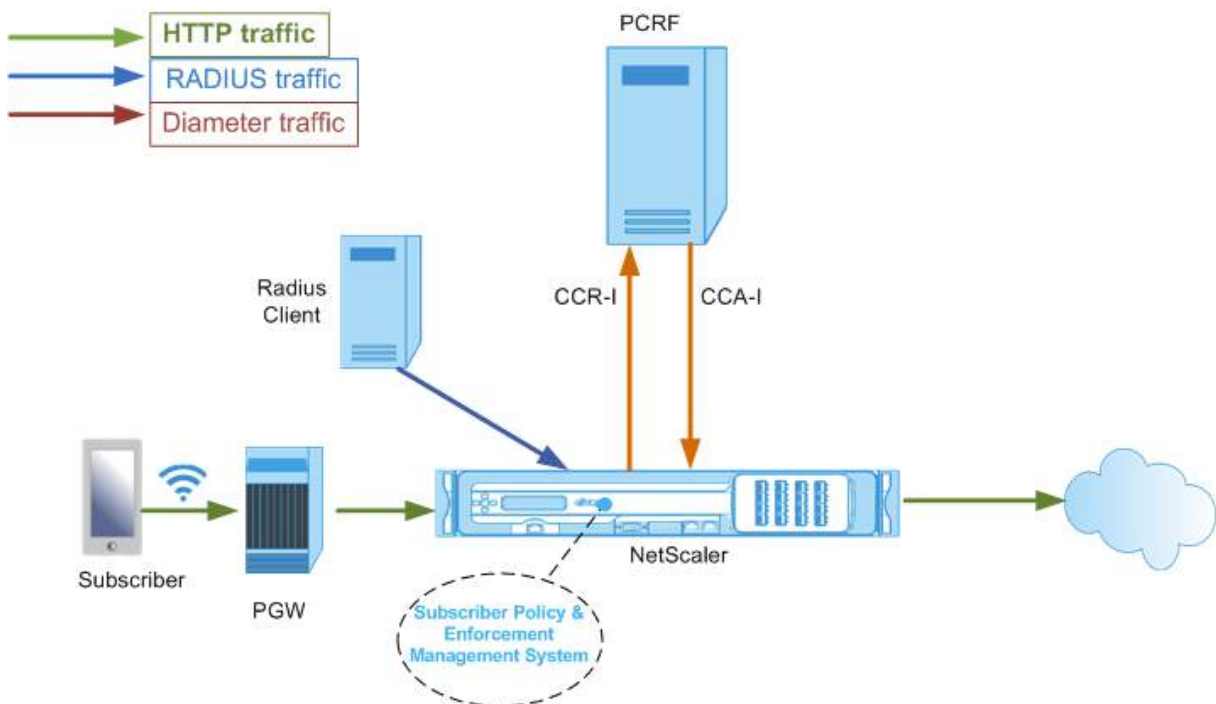 HTTP traffic
RADIUS traffic
Diameter traffic
PCRF
Radius
Client
CCR-I
CCA-I
Subscriber
PGW
NetScaler
Subscriber Policy &
Enforcement
Management System